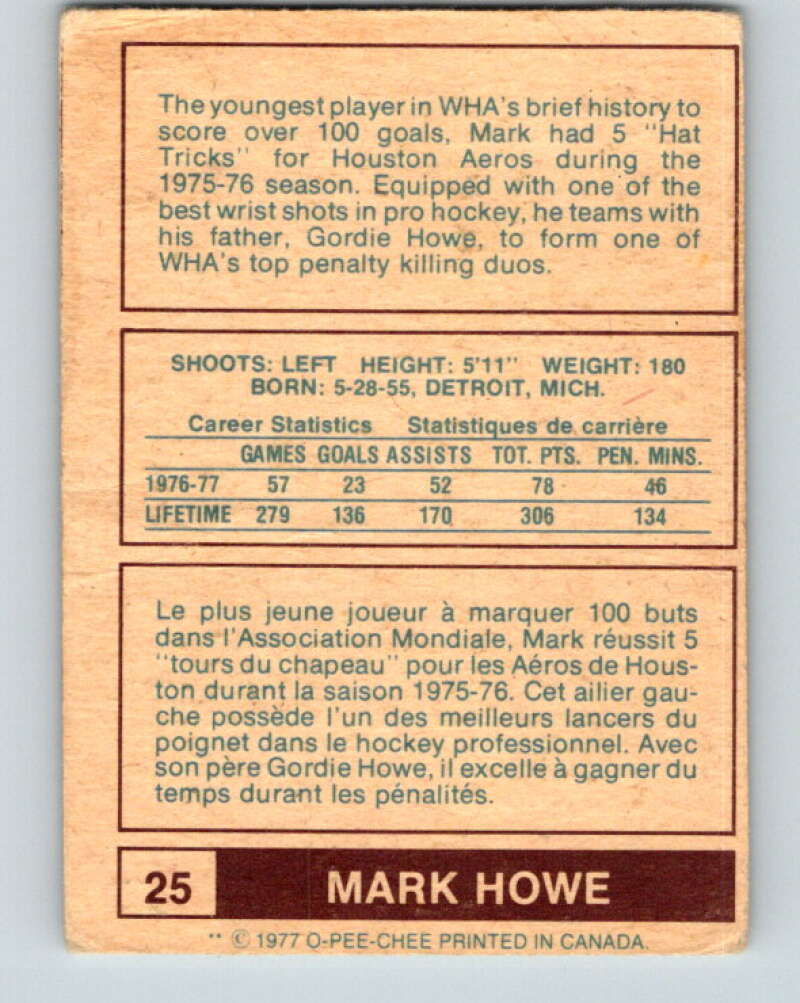 The youngest player in WHA's brief history to
score over 100 goals, Mark had 5 "Hat
Tricks" for Houston Aeros during the
1975-76 season. Equipped with one of the
best wrist shots in pro hockey, he teams with
his father, Gordie Howe, to form one of
WHA's top penalty killing duos.
SHOOTS: LEFT HEIGHT: 5'11" WEIGHT: 180
BORN: 5-28-55, DETROIT, MICH.
Career Statistics Statistiques de carrière
GAMES GOALS ASSISTS TOT. PTS. PEN. MINS.
1976-77 57 23 52 78 46
LIFETIME 279 136 170 306 134
Le plus jeune joueur à marquer 100 buts
dans l'Association Mondiale, Mark réussit 5
"tours du chapeau" pour les Aéros de Hous-
ton durant la saison 1975-76. Cet ailier gau-
che possède l'un des meilleurs lancers du
poignet dans le hockey professionnel. Avec
son père Gordie Howe, il excelle à gagner du
temps durant les pénalités.
25 MARK HOWE
** © 1977 O-PEE-CHEE PRINTED IN CANADA.